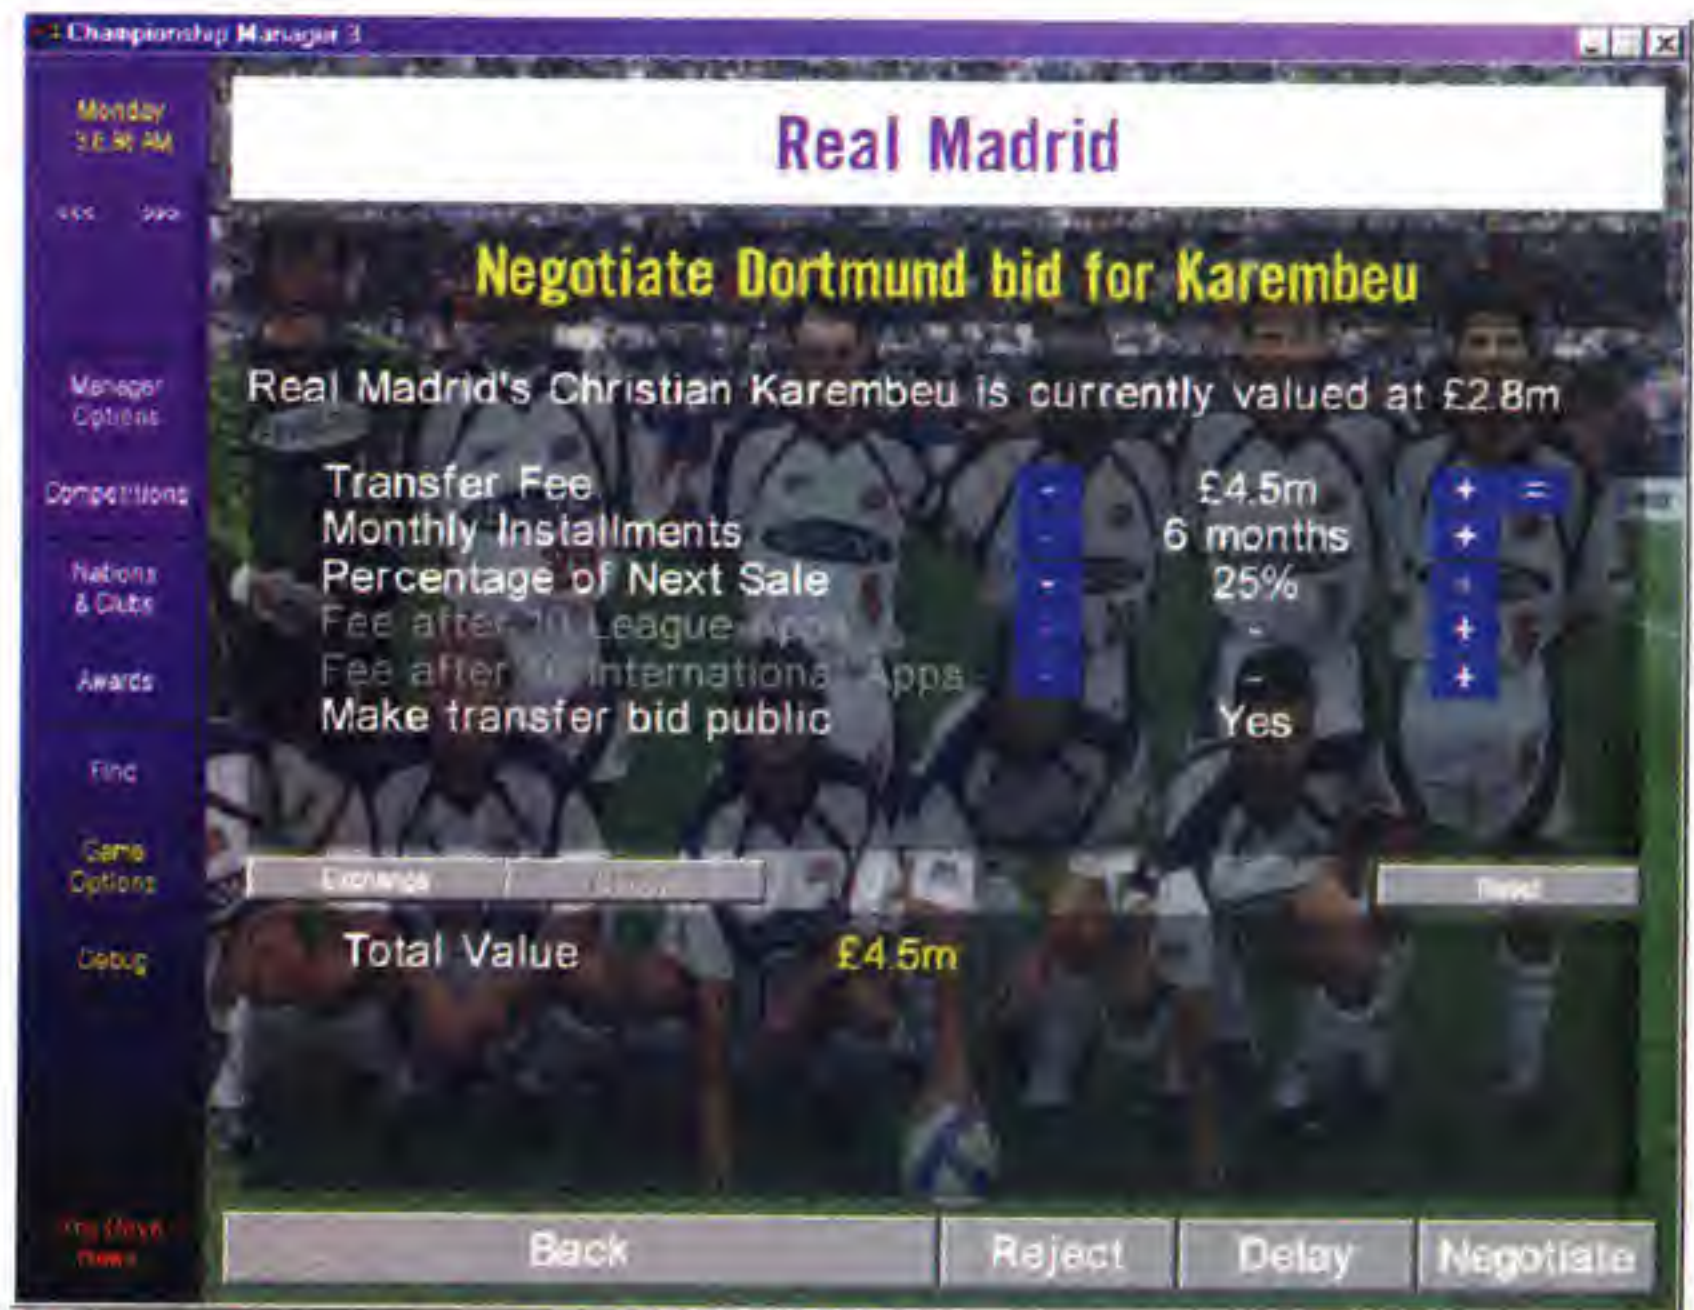 Championship Manager 3
Real Madrid
Monday
<<< >>>
Negotiate Dortmund bid for Karembeu
Manager
Options
Real Madrid's Christian Karembeu is currently valued at £2.8m
Competitions
Transfer Fee - £4.5m + =
Monthly Installments - 6 months +
Nations
& Clubs
Percentage of Next Sale - 25% +
Fee after League Apps - - +
Awards
Fee after International Apps - - +
Make transfer bid public Yes
Find
Game
Options
Exchange
Reset
Debug
Total Value £4.5m
News
Back Reject Delay Negotiate